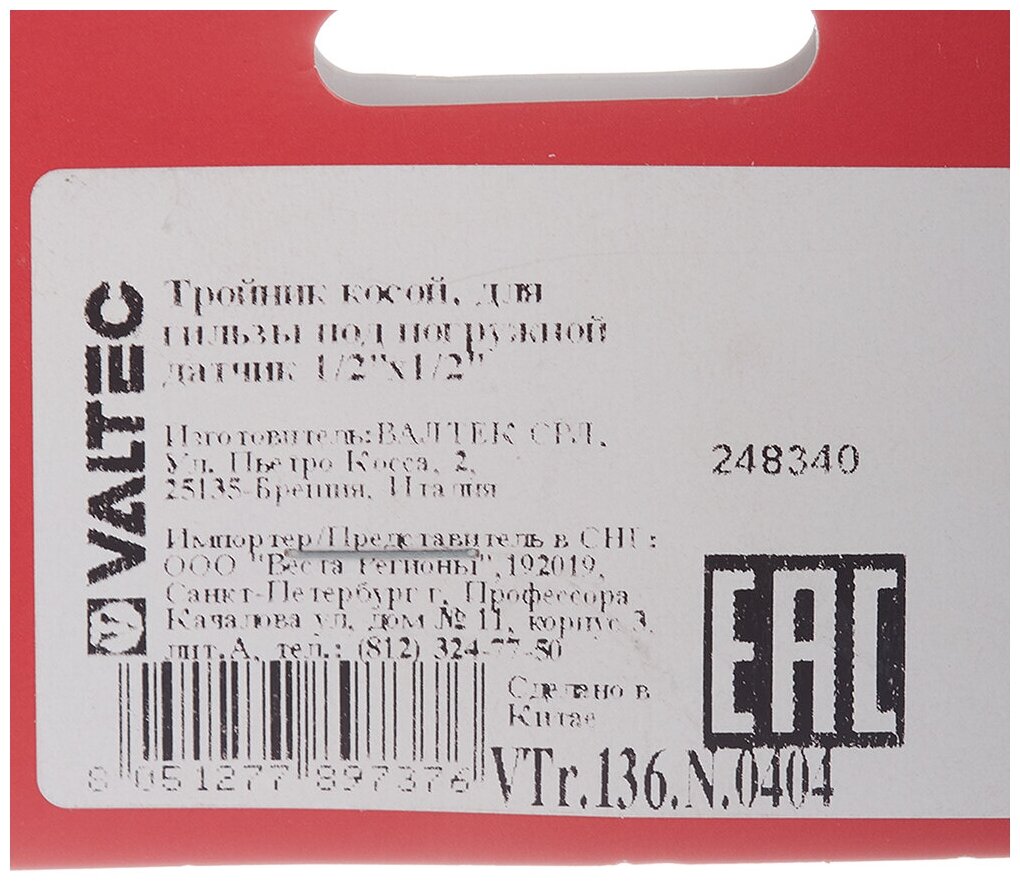 VALTEC
Тройник косой, для
гильзы под погружной
датчик 1/2"x1/2"
Изготовитель: ВАЛТЕК СРЛ,
Ул. Пьетро Косса, 2,
25135-Брешия, Италия
248340
Импортер/Представитель в СНГ:
ООО "Веста Регионы", 192019,
Санкт-Петербург г, Профессора
Качалова ул, дом № 11, корпус 3,
лит.А, тел.: (812) 324-77-50
EAC
Сделано в
Китае
8 051277 897376
VTr.136.N.0404